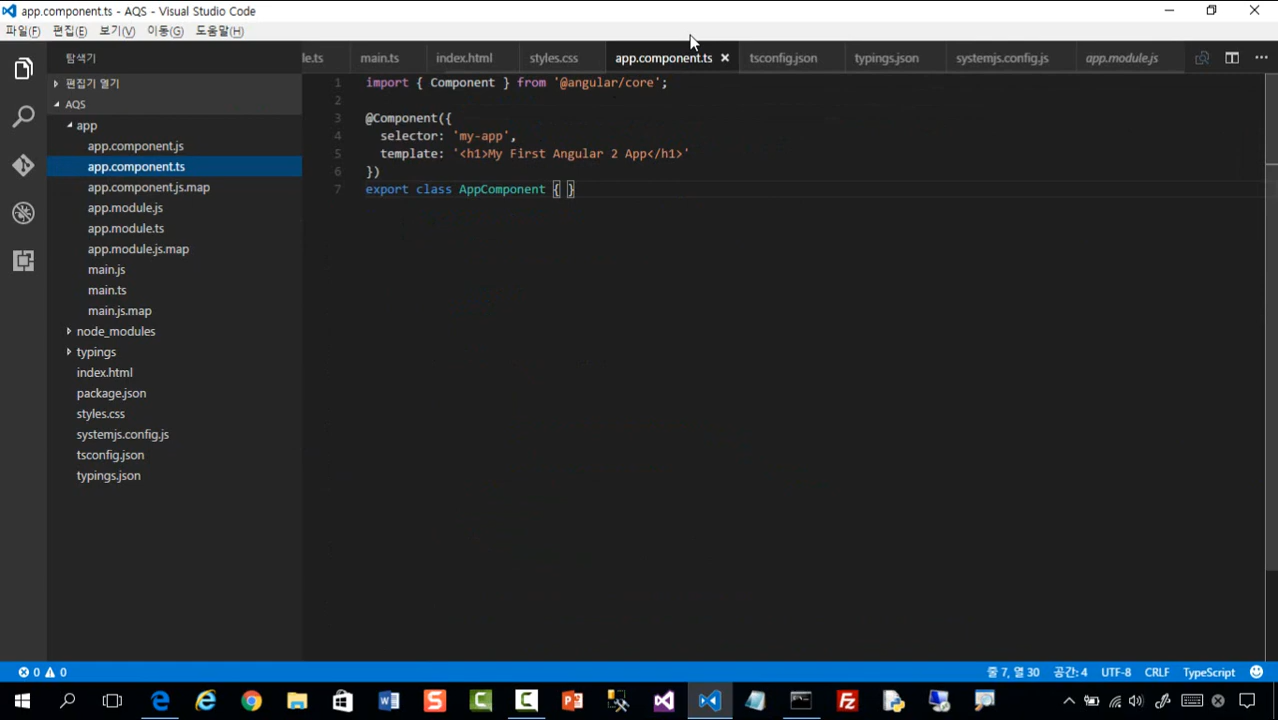 app.component.ts - AQS - Visual Studio Code
파일(F) 편집(E) 보기(V) 이동(G) 도움말(H)
탐색기
le.ts main.ts index.html styles.css app.component.ts tsconfig.json typings.json systemjs.config.js app.module.js
편집기 열기
AQS
app
app.component.js
app.component.ts
app.component.js.map
app.module.js
app.module.ts
app.module.js.map
main.js
main.ts
main.js.map
node_modules
typings
index.html
package.json
styles.css
systemjs.config.js
tsconfig.json
typings.json
1 import { Component } from '@angular/core';
2
3 @Component({
4 selector: 'my-app',
5 template: '<h1>My First Angular 2 App</h1>'
6 })
7 export class AppComponent { }
0 0 줄 7, 열 30 공간: 4 UTF-8 CRLF TypeScript